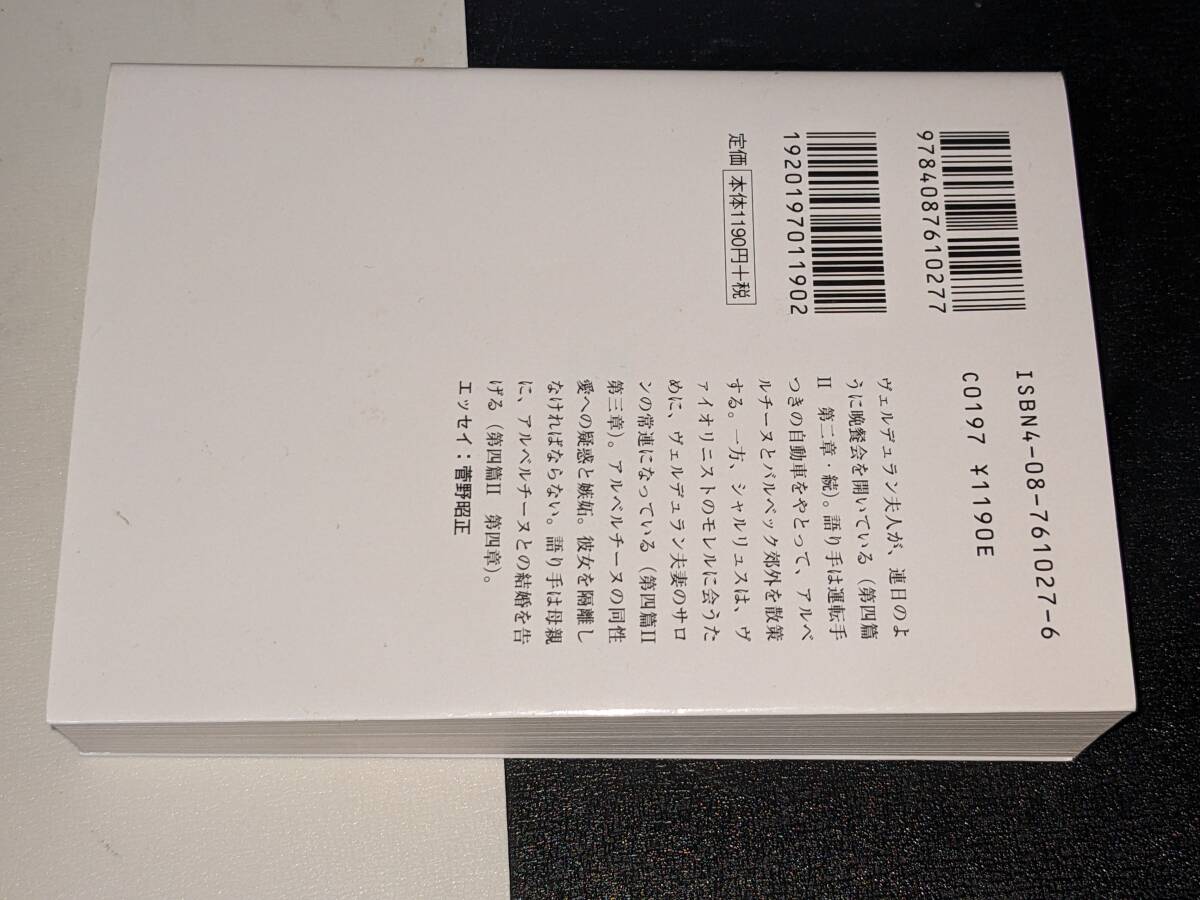 9784087610277
1920197011902
定価 本体1190円+税
ISBN4-08-761027-6
C0197 ¥1190E
ヴェルデュラン夫人が、連日のよ
うに晩餐会を開いている（第四篇
II　第二章・続）。語り手は運転手
つきの自動車をやとって、アルベ
ルチーヌとバルベック郊外を散策
する。一方、シャルリュスは、ヴ
ァイオリニストのモレルに会うた
めに、ヴェルデュラン夫妻のサロ
ンの常連になっている（第四篇II
第三章）。アルベルチーヌの同性
愛への疑惑と嫉妬。彼女を隔離し
なければならない。語り手は母親
に、アルベルチーヌとの結婚を告
げる（第四篇II　第四章）。
エッセイ：菅野昭正